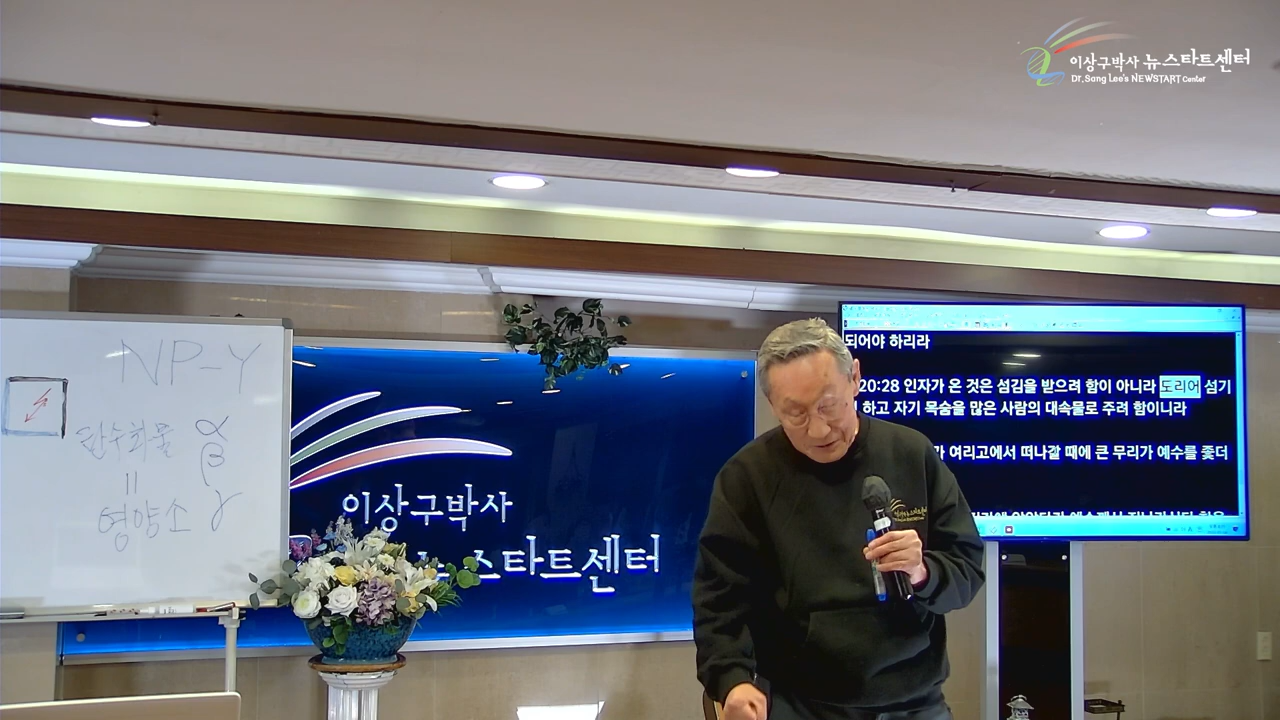 이상구박사 뉴스타트센터
Dr. Sang Lee's NEWSTART Center
NP-Y
탄수화물 α
β
=
영양소 γ
이상구박사
뉴스타트센터
되어야 하리라
20:28 인자가 온 것은 섬김을 받으려 함이 아니라 도리어 섬기
하고 자기 목숨을 많은 사람의 대속물로 주려 함이니라
가 여리고에서 떠나갈 때에 큰 무리가 예수를 좇더